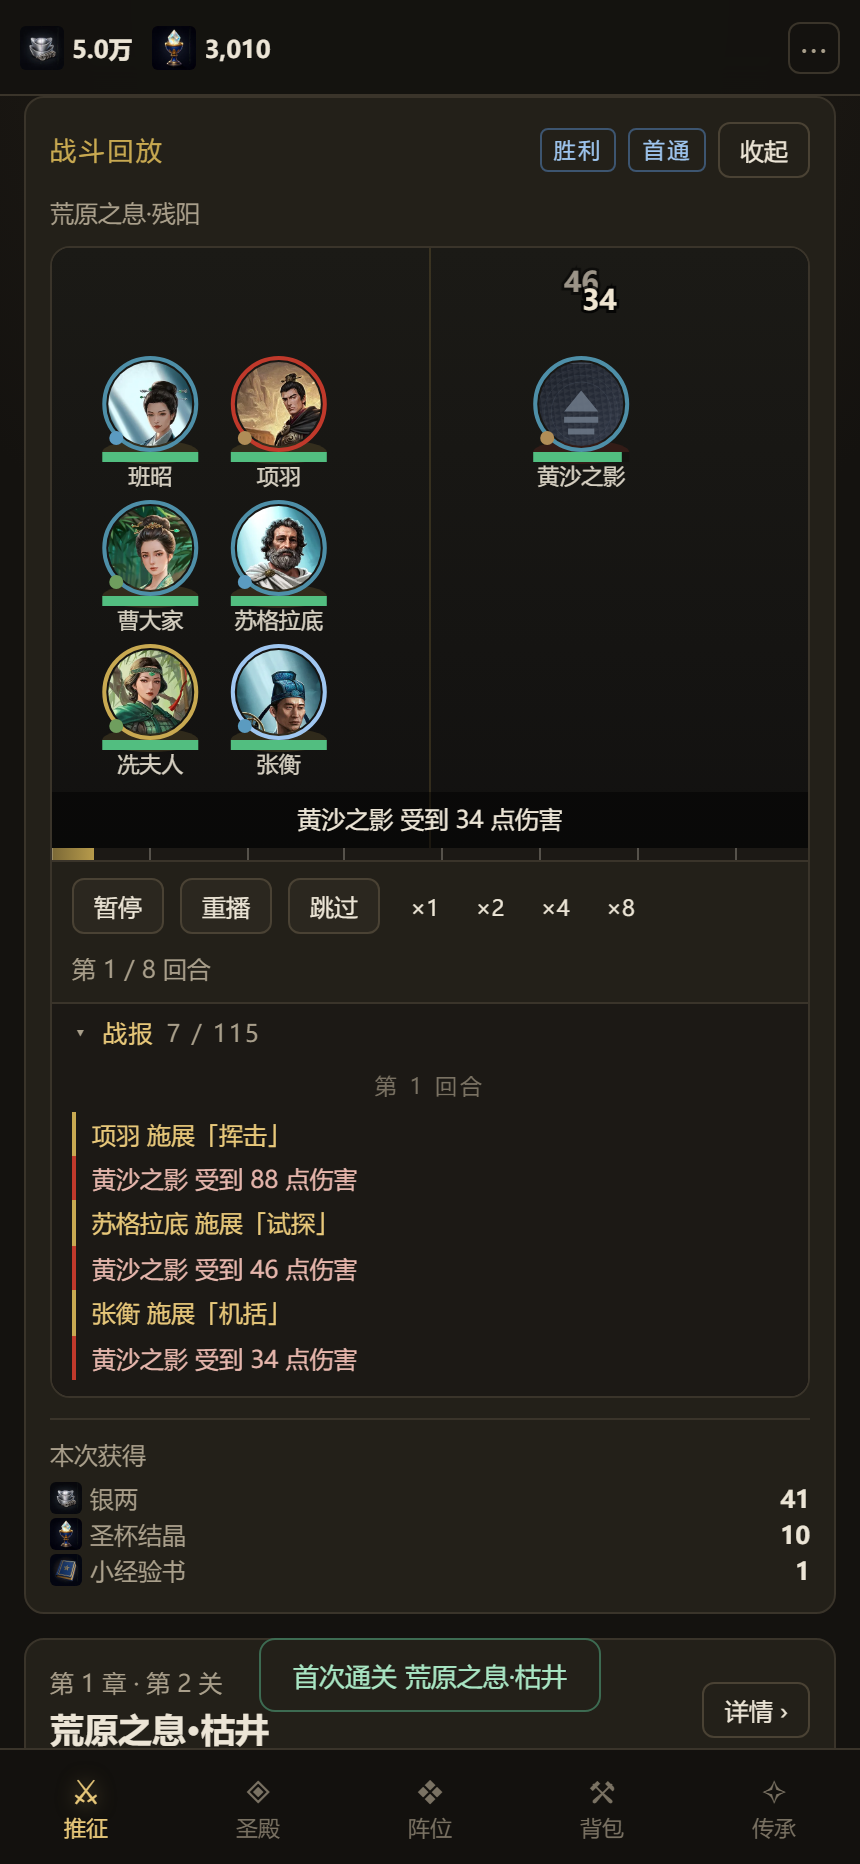 5.0万 3,010 ...
战斗回放 胜利 首通 收起
荒原之息·残阳
46
34
班昭 项羽 黄沙之影
曹大家 苏格拉底
冼夫人 张衡
黄沙之影 受到 34 点伤害
暂停 重播 跳过 ×1 ×2 ×4 ×8
第 1 / 8 回合
▾ 战报 7 / 115
第 1 回合
项羽 施展「挥击」
黄沙之影 受到 88 点伤害
苏格拉底 施展「试探」
黄沙之影 受到 46 点伤害
张衡 施展「机括」
黄沙之影 受到 34 点伤害
本次获得
银两 41
圣杯结晶 10
小经验书 1
首次通关 荒原之息·枯井
第 1 章 · 第 2 关
荒原之息·枯井
详情 ›
推征 圣殿 阵位 背包 传承